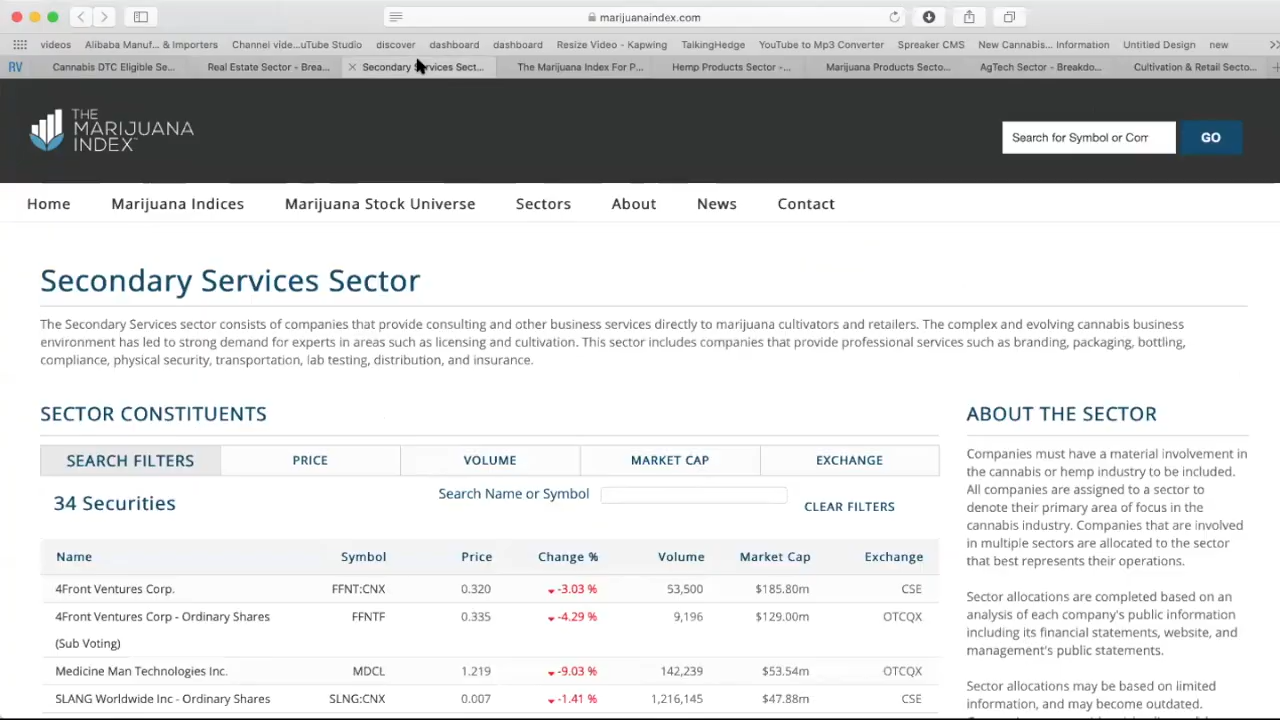 marijuanaindex.com
videos Alibaba Manuf... & Importers Channel vide...uTube Studio discover dashboard dashboard Resize Video - Kapwing TalkingHedge YouTube to Mp3 Converter Spreaker CMS New Cannabis... Information Untitled Design new
RV Cannabis DTC Eligible Se... Real Estate Sector - Brea... Secondary Services Sect... The Marijuana Index For P... Hemp Products Sector -... Marijuana Products Secto... AgTech Sector - Breakdo... Cultivation & Retail Secto...
THE
MARIJUANA
INDEX™
Search for Symbol or Com
GO
Home Marijuana Indices Marijuana Stock Universe Sectors About News Contact
Secondary Services Sector
The Secondary Services sector consists of companies that provide consulting and other business services directly to marijuana cultivators and retailers. The complex and evolving cannabis business
environment has led to strong demand for experts in areas such as licensing and cultivation. This sector includes companies that provide professional services such as branding, packaging, bottling,
compliance, physical security, transportation, lab testing, distribution, and insurance.
SECTOR CONSTITUENTS
SEARCH FILTERS PRICE VOLUME MARKET CAP EXCHANGE
34 Securities
Search Name or Symbol
CLEAR FILTERS
Name Symbol Price Change % Volume Market Cap Exchange
4Front Ventures Corp. FFNT:CNX 0.320 -3.03 % 53,500 $185.80m CSE
4Front Ventures Corp - Ordinary Shares FFNTF 0.335 -4.29 % 9,196 $129.00m OTCQX
(Sub Voting)
Medicine Man Technologies Inc. MDCL 1.219 -9.03 % 142,239 $53.54m OTCQX
SLANG Worldwide Inc - Ordinary Shares SLNG:CNX 0.007 -1.41 % 1,216,145 $47.88m CSE
ABOUT THE SECTOR
Companies must have a material involvement in
the cannabis or hemp industry to be included.
All companies are assigned to a sector to
denote their primary area of focus in the
cannabis industry. Companies that are involved
in multiple sectors are allocated to the sector
that best represents their operations.
Sector allocations are completed based on an
analysis of each company's public information
including its financial statements, website, and
management's public statements.
Sector allocations may be based on limited
information, and may become outdated.